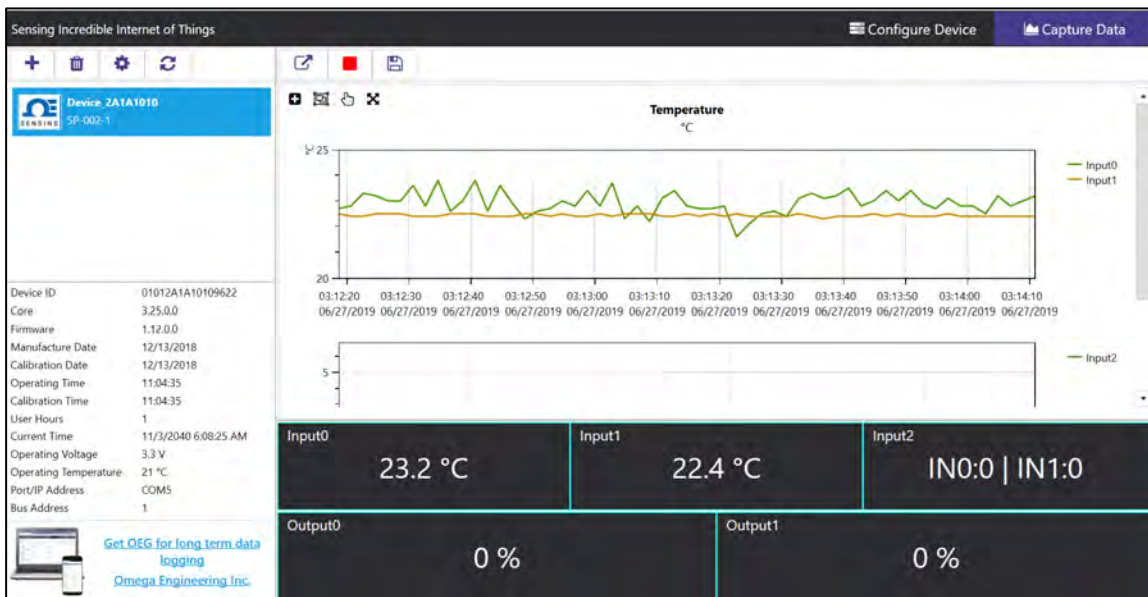 Sensing Incredible Internet of Things
Configure Device
Capture Data
ΩE
SENSING
Device_2A1A1010
SP-002-1
Device ID 01012A1A10109622
Core 3.25.0.0
Firmware 1.12.0.0
Manufacture Date 12/13/2018
Calibration Date 12/13/2018
Operating Time 11:04:35
Calibration Time 11:04:35
User Hours 1
Current Time 11/3/2040 6:08:25 AM
Operating Voltage 3.3 V
Operating Temperature 21 °C
Port/IP Address COM5
Bus Address 1
Get OEG for long term data
logging
Omega Engineering Inc.
Temperature
°C
°C
25
20
Input0
Input1
03:12:20 03:12:30 03:12:40 03:12:50 03:13:00 03:13:10 03:13:20 03:13:30 03:13:40 03:13:50 03:14:00 03:14:10
06/27/2019 06/27/2019 06/27/2019 06/27/2019 06/27/2019 06/27/2019 06/27/2019 06/27/2019 06/27/2019 06/27/2019 06/27/2019 06/27/2019
5
Input2
Input0
23.2 °C
Input1
22.4 °C
Input2
IN0:0 | IN1:0
Output0
0 %
Output1
0 %